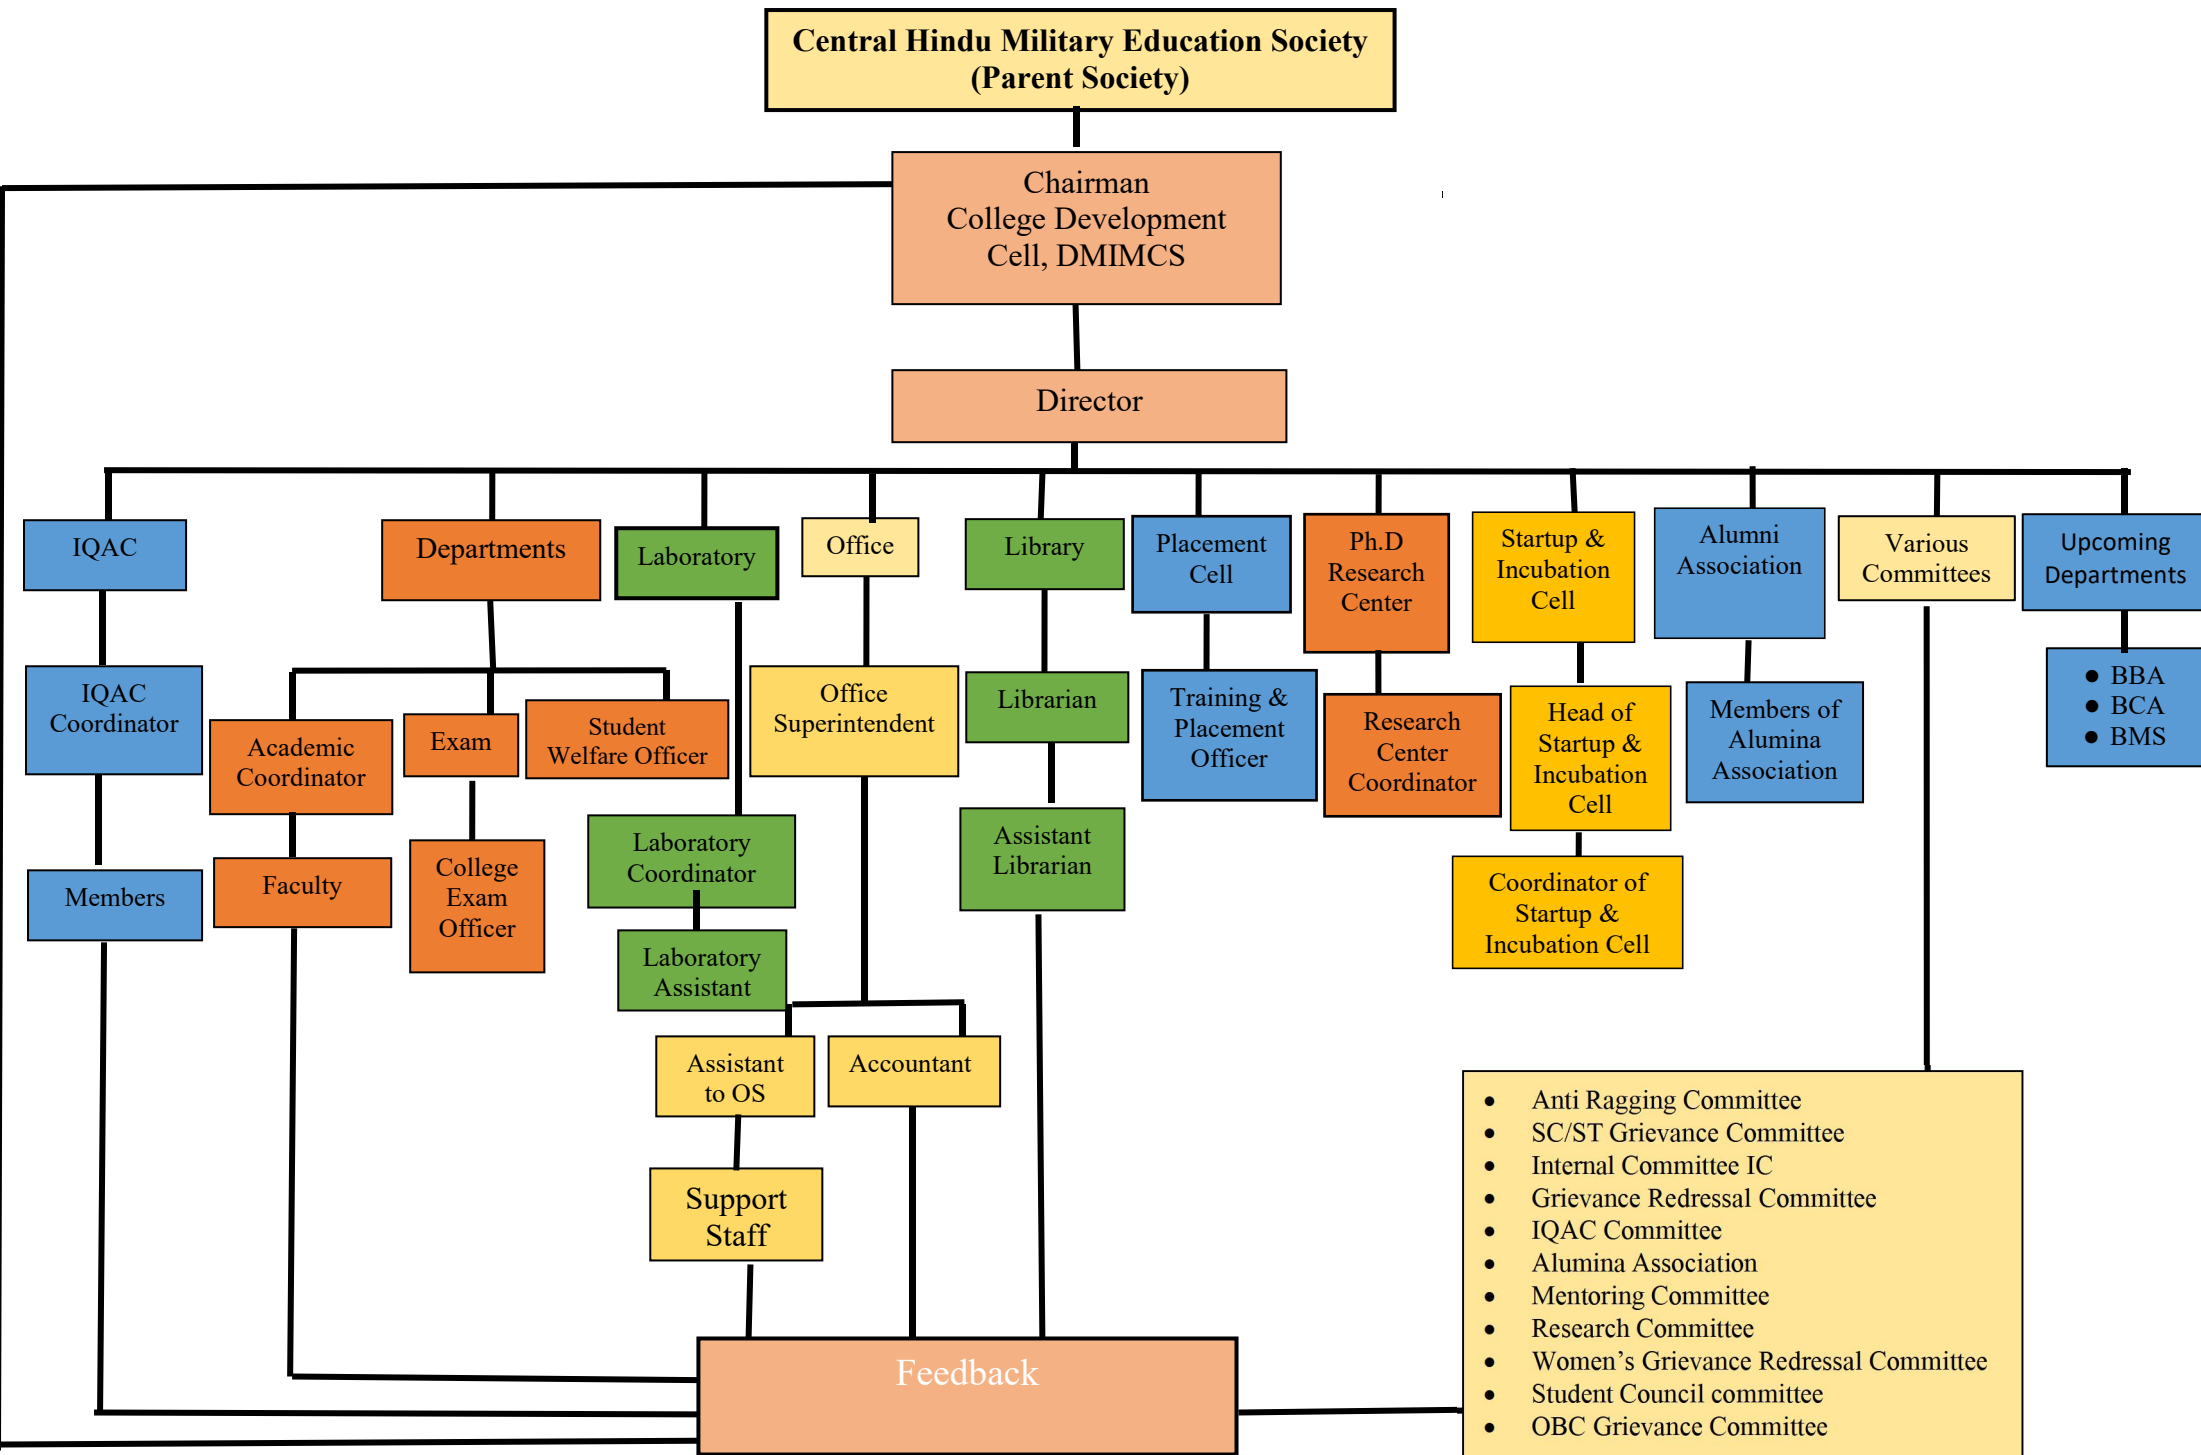 Central Hindu Military Education Society
(Parent Society)
Chairman
College Development
Cell, DMIMCS
Director
IQAC
Departments
Laboratory
Office
Library
Placement
Cell
Ph.D
Research
Center
Startup &
Incubation
Cell
Alumni
Association
Various
Committees
Upcoming
Departments
IQAC
Coordinator
Academic
Coordinator
Exam
Student
Welfare Officer
Office
Superintendent
Librarian
Training &
Placement
Officer
Research
Center
Coordinator
Head of
Startup &
Incubation
Cell
Members of
Alumina
Association
● BBA
● BCA
● BMS
Members
Faculty
College
Exam
Officer
Laboratory
Coordinator
Assistant
Librarian
Coordinator of
Startup &
Incubation Cell
Laboratory
Assistant
Assistant
to OS
Accountant
Support
Staff
• Anti Ragging Committee
• SC/ST Grievance Committee
• Internal Committee IC
• Grievance Redressal Committee
• IQAC Committee
• Alumina Association
• Mentoring Committee
• Research Committee
• Women’s Grievance Redressal Committee
• Student Council committee
• OBC Grievance Committee
Feedback